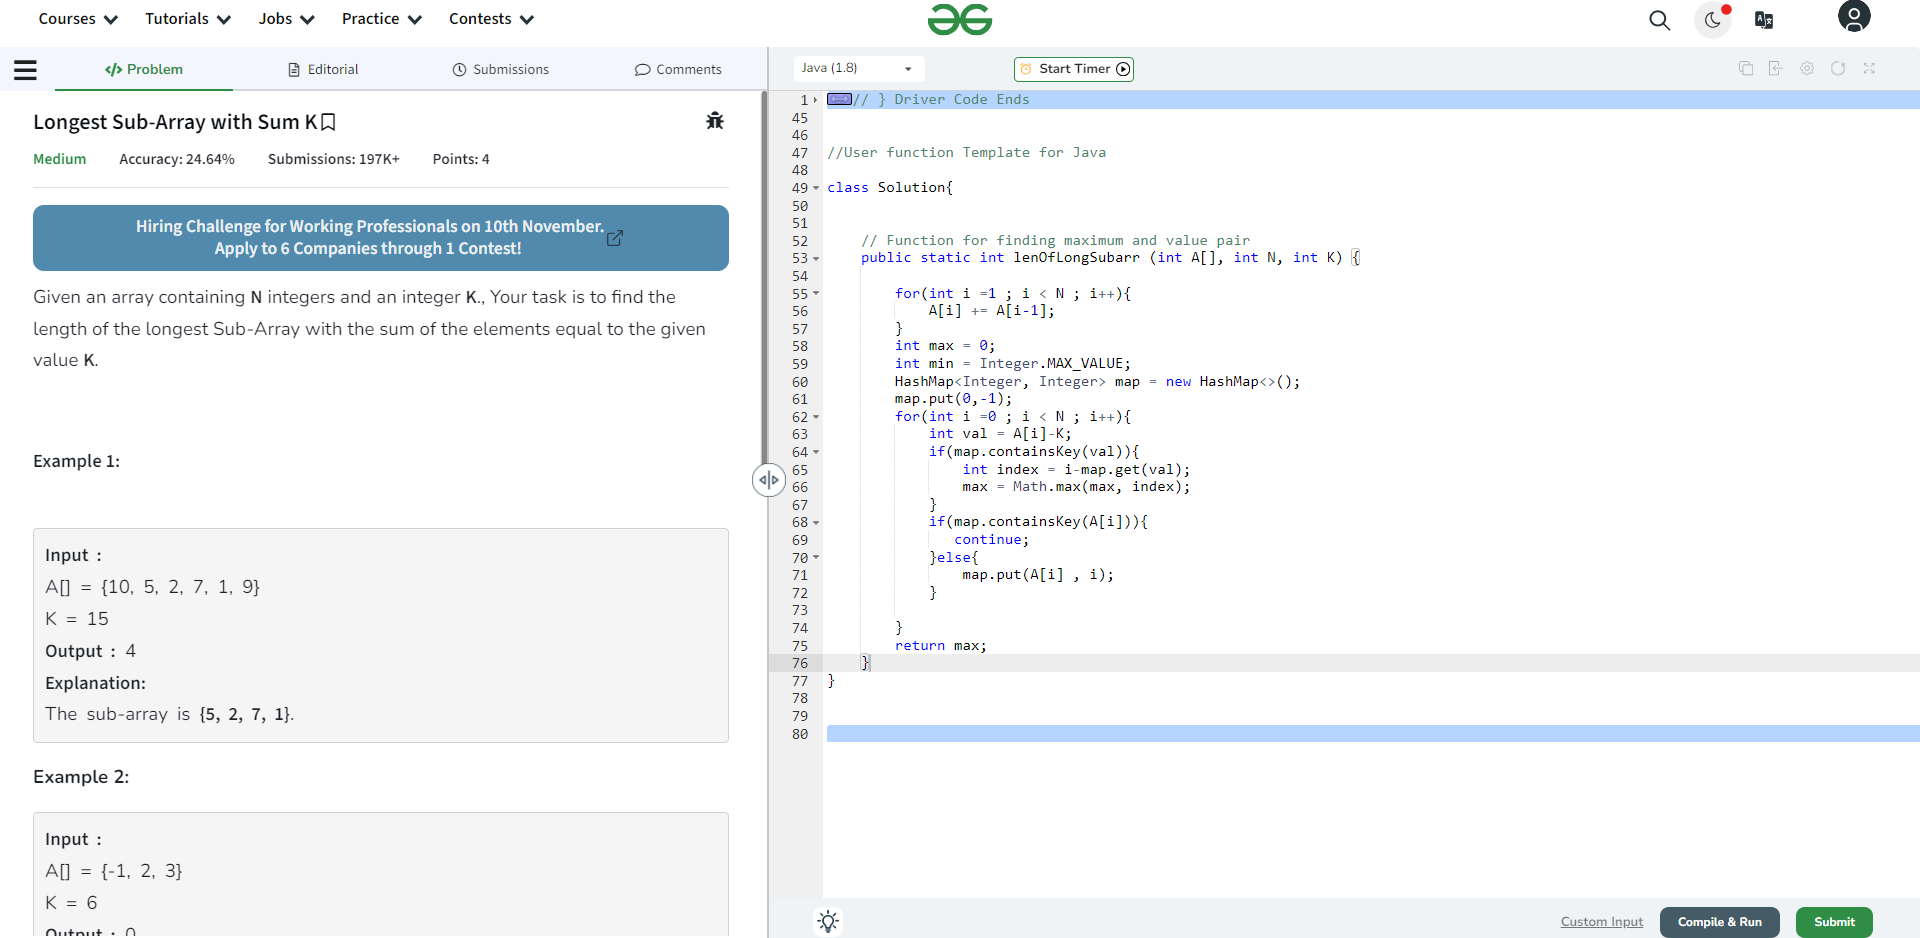 Courses Tutorials Jobs Practice Contests
Problem Editorial Submissions Comments
Java (1.8) Start Timer
Longest Sub-Array with Sum K
Medium Accuracy: 24.64% Submissions: 197K+ Points: 4
Hiring Challenge for Working Professionals on 10th November.
Apply to 6 Companies through 1 Contest!
Given an array containing N integers and an integer K., Your task is to find the
length of the longest Sub-Array with the sum of the elements equal to the given
value K.
Example 1:
Input :
A[] = {10, 5, 2, 7, 1, 9}
K = 15
Output : 4
Explanation:
The sub-array is {5, 2, 7, 1}.
Example 2:
Input :
A[] = {-1, 2, 3}
K = 6
Output : 0
1 // } Driver Code Ends
45
46
47 //User function Template for Java
48
49 class Solution{
50
51
52 // Function for finding maximum and value pair
53 public static int lenOfLongSubarr (int A[], int N, int K) {
54
55 for(int i =1 ; i < N ; i++){
56 A[i] += A[i-1];
57 }
58 int max = 0;
59 int min = Integer.MAX_VALUE;
60 HashMap<Integer, Integer> map = new HashMap<>();
61 map.put(0,-1);
62 for(int i =0 ; i < N ; i++){
63 int val = A[i]-K;
64 if(map.containsKey(val)){
65 int index = i-map.get(val);
66 max = Math.max(max, index);
67 }
68 if(map.containsKey(A[i])){
69 continue;
70 }else{
71 map.put(A[i] , i);
72 }
73
74 }
75 return max;
76 }
77 }
78
79
80
Custom Input Compile & Run Submit